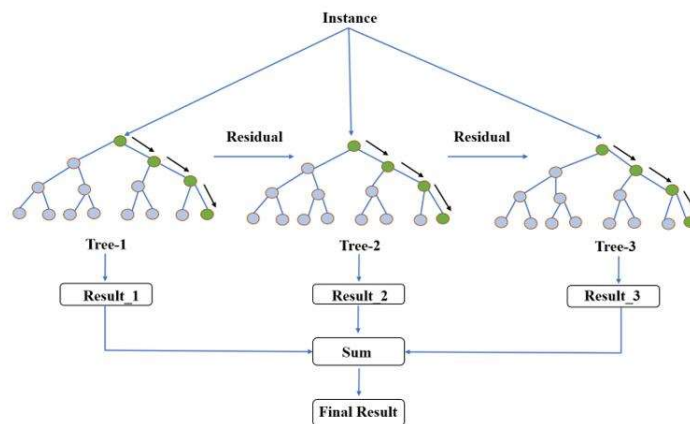 Instance
Residual
Residual
Tree-1
Tree-2
Tree-3
Result_1
Result_2
Result_3
Sum
Final Result